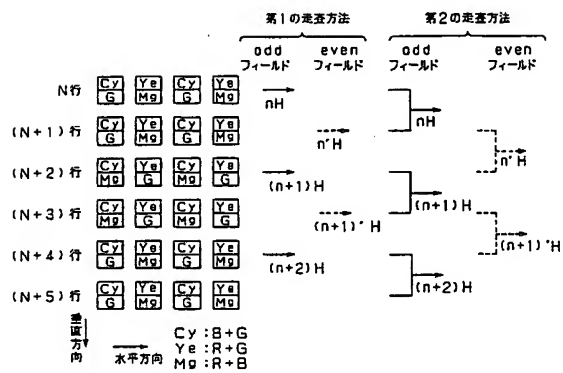 第1の走査方法 第2の走査方法
odd even odd even
フィールド フィールド フィールド フィールド
N行 Cy Ye Cy Ye
G Mg G Mg
nH nH
(N+1)行 Cy Ye Cy Ye
G Mg G Mg
n'H n'H
(N+2)行 Cy Ye Cy Ye
Mg G Mg G
(n+1)H (n+1)H
(N+3)行 Cy Ye Cy Ye
Mg G Mg G
(n+1)'H (n+1)'H
(N+4)行 Cy Ye Cy Ye
G Mg G Mg
(n+2)H (n+2)H
(N+5)行 Cy Ye Cy Ye
G Mg G Mg
垂直方向
水平方向
Cy:B+G
Ye:R+G
Mg:R+B